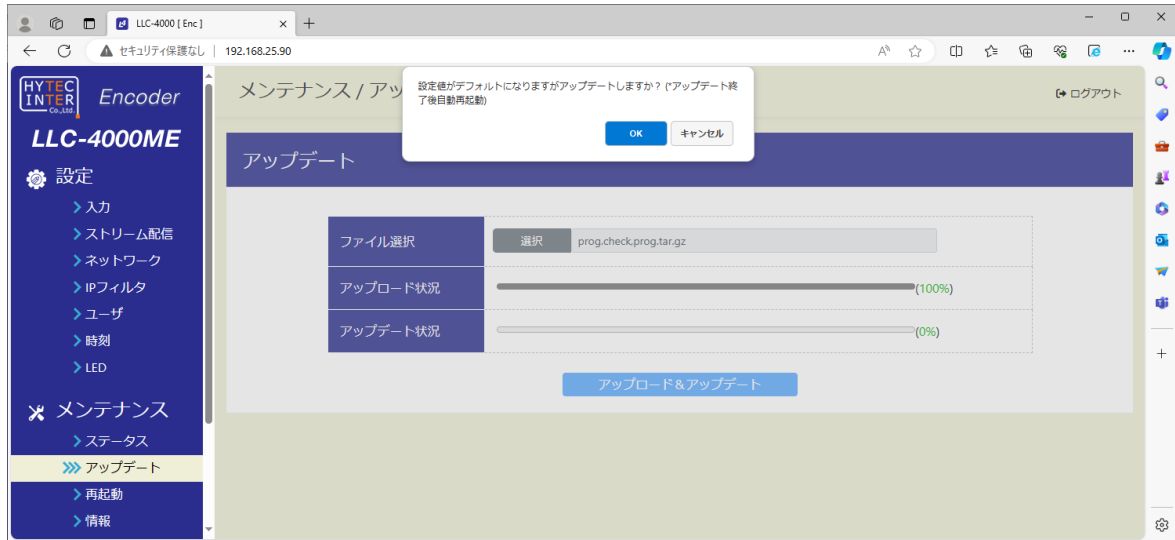 LLC-4000 [ Enc ]
セキュリティ保護なし | 192.168.25.90
HYTEC
INTER
Co.,Ltd.
Encoder
LLC-4000ME
設定
入力
ストリーム配信
ネットワーク
IPフィルタ
ユーザ
時刻
LED
メンテナンス
ステータス
アップデート
再起動
情報
メンテナンス / アッ
ログアウト
設定値がデフォルトになりますがアップデートしますか？ (*アップデート終
了後自動再起動)
OK キャンセル
アップデート
ファイル選択 選択 prog.check.prog.tar.gz
アップロード状況 (100%)
アップデート状況 (0%)
アップロード＆アップデート